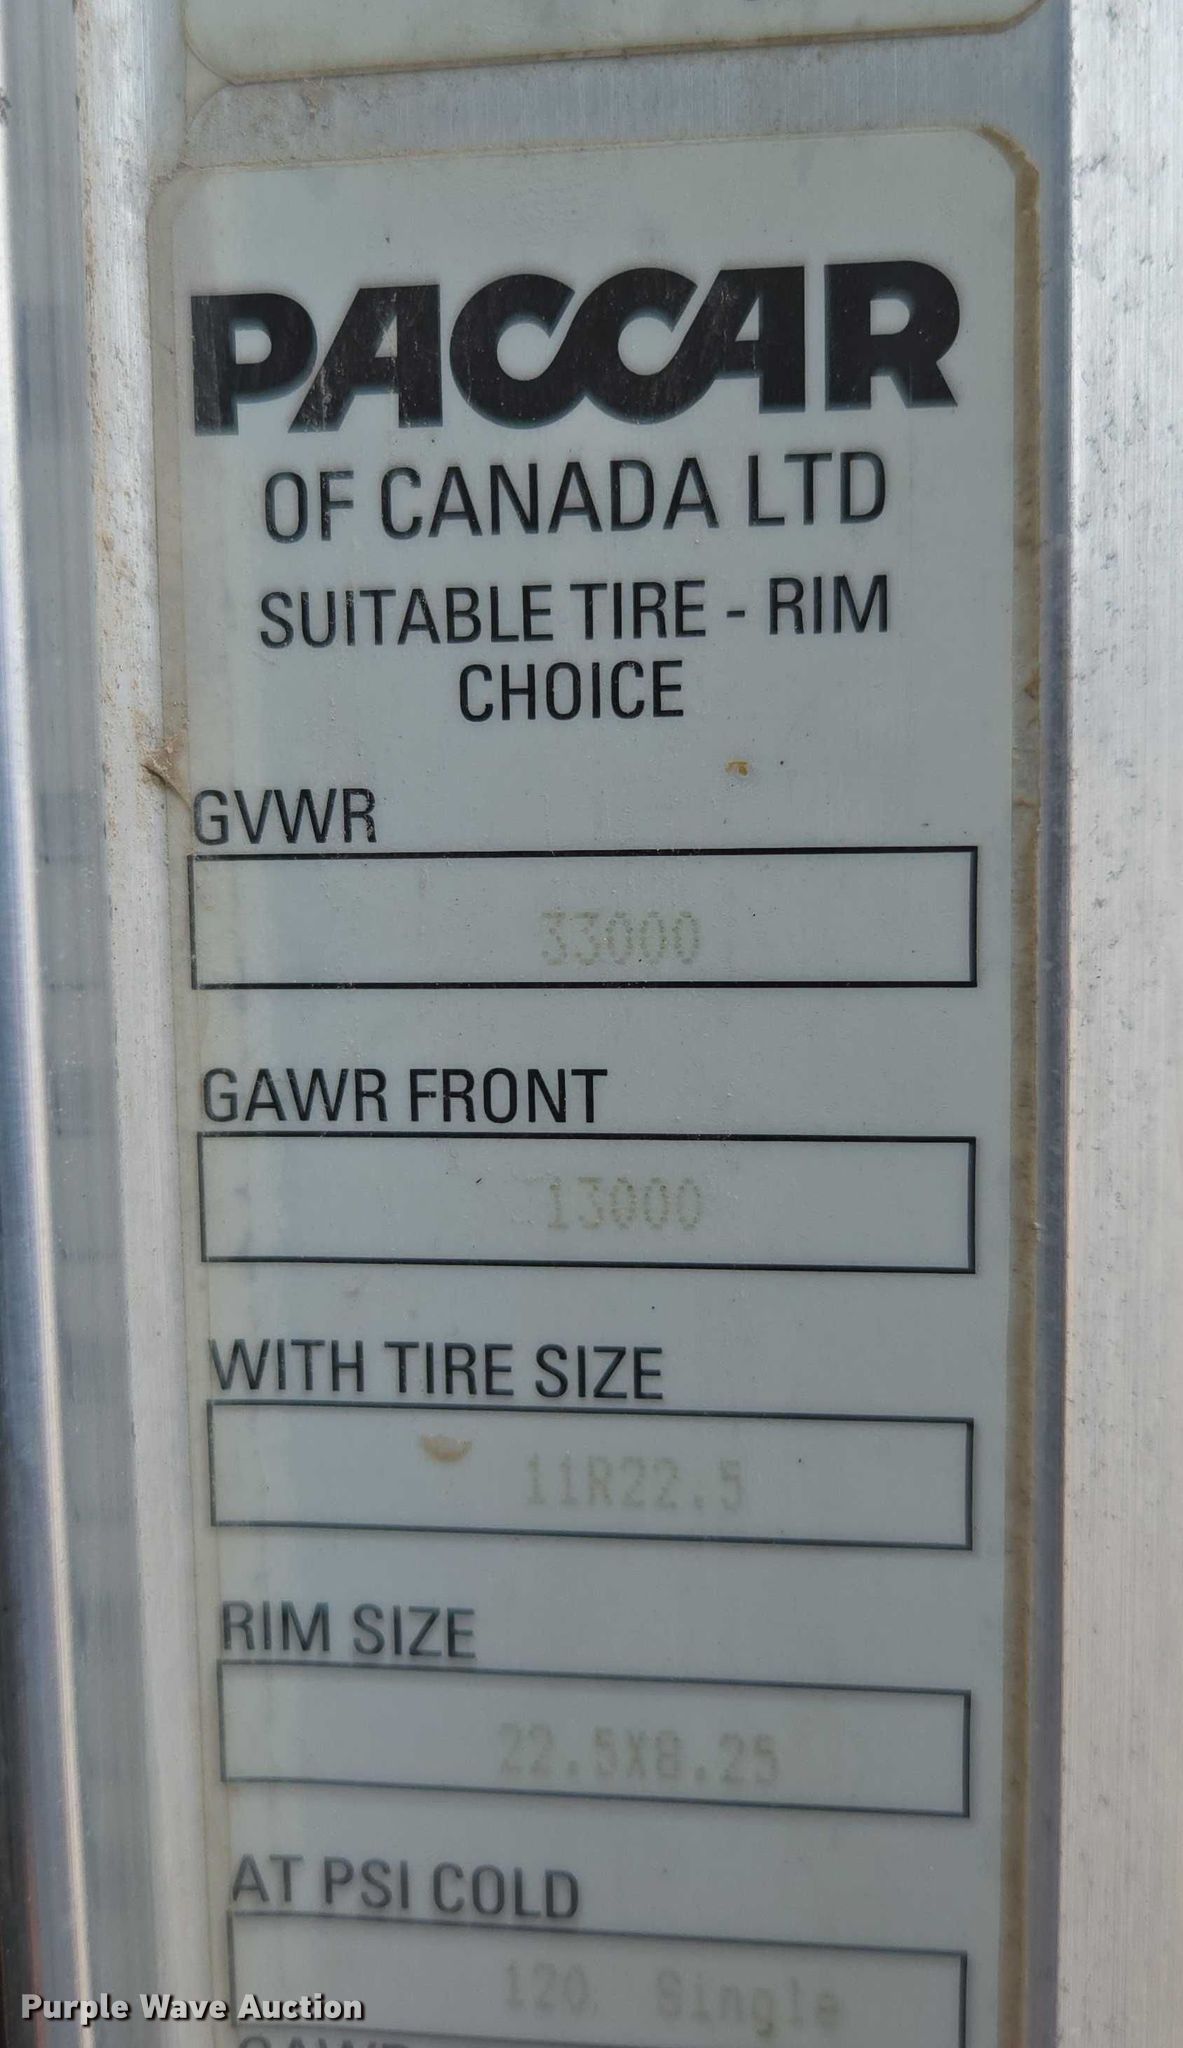 PACCAR
OF CANADA LTD
SUITABLE TIRE - RIM
CHOICE
GVWR
33000
GAWR FRONT
13000
WITH TIRE SIZE
11R22.5
RIM SIZE
22.5X8.25
AT PSI COLD
120 Single
Purple Wave Auction